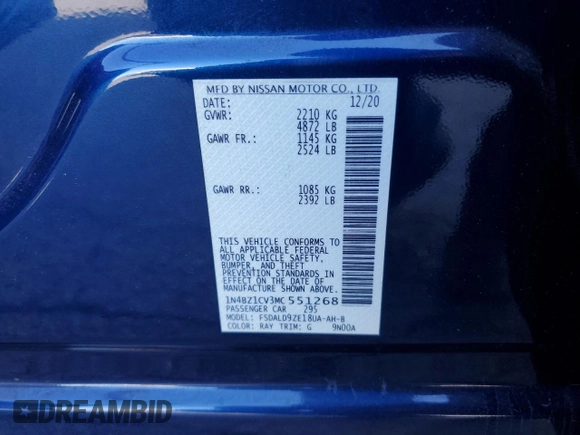 MFD BY NISSAN MOTOR CO., LTD.
DATE: 12/20
GVWR: 2210 KG
4872 LB
GAWR FR.: 1145 KG
2524 LB
GAWR RR.: 1085 KG
2392 LB
THIS VEHICLE CONFORMS TO
ALL APPLICABLE FEDERAL
MOTOR VEHICLE SAFETY,
BUMPER, AND THEFT
PREVENTION STANDARDS IN
EFFECT ON THE DATE OF
MANUFACTURE SHOWN ABOVE.
1N4BZ1CV3MC551268
PASSENGER CAR 295
MODEL: FSDALD9ZE18UA-AH-B
COLOR: RAY TRIM: G 9N00A
DREAMBID